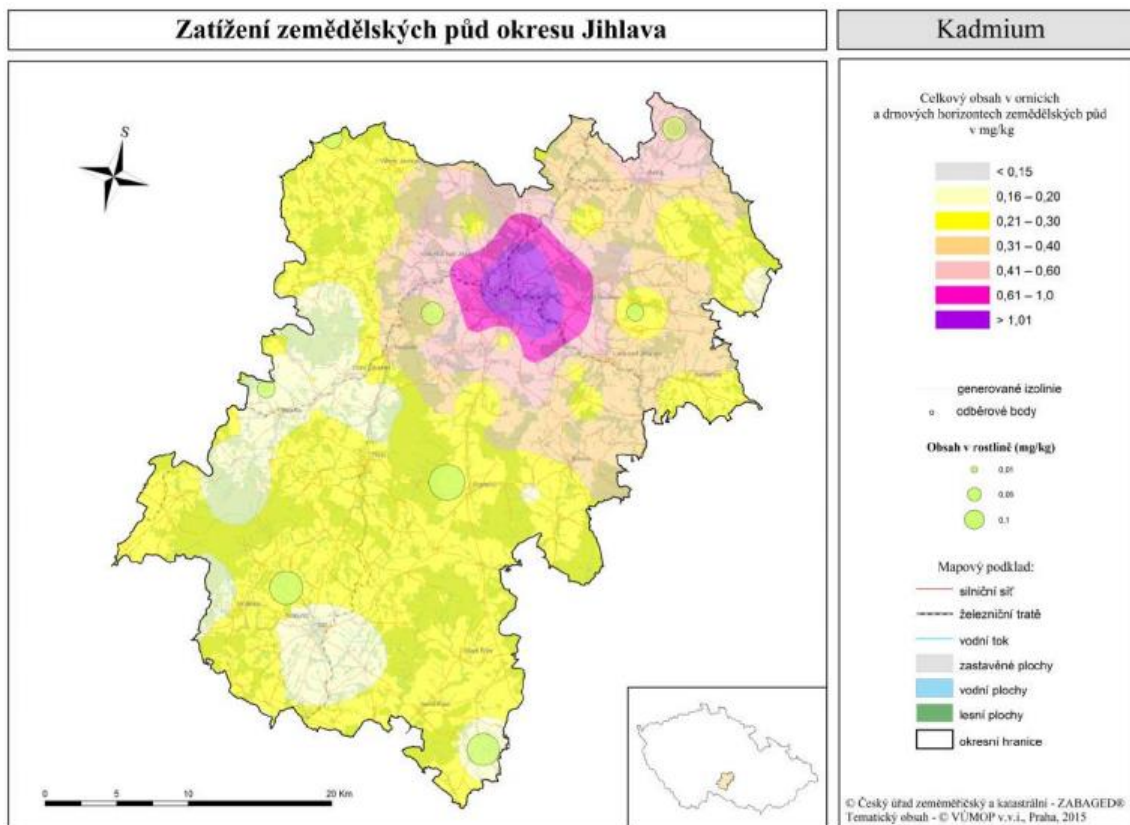 Zatížení zemědělských půd okresu Jihlava
Kadmium
S
0
10
20 Km
Celkový obsah v ornicích
a drnových horizontech zemědělských půd
v mg/kg
< 0,15
0,16 – 0,20
0,21 – 0,30
0,31 – 0,40
0,41 – 0,60
0,61 – 1,0
> 1,01
generované izolinie
odběrové body
Obsah v rostlině (mg/kg)
0,01
0,05
0,1
Mapový podklad:
silniční síť
železniční tratě
vodní tok
zastavěné plochy
vodní plochy
lesní plochy
okresní hranice
© Český úřad zeměměřičský a katastrální - ZABAGED®
Tematický obsah - © VÚMOP v.v.i., Praha, 2015